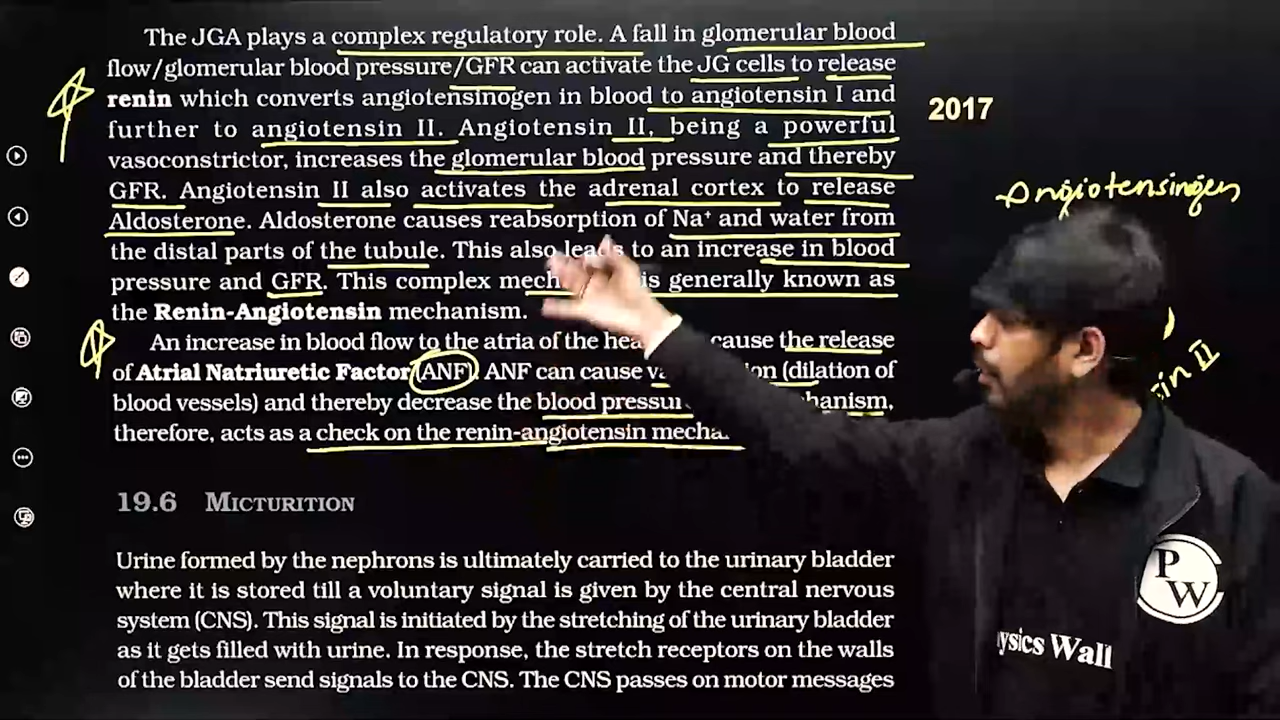 The JGA plays a complex regulatory role. A fall in glomerular blood
flow/glomerular blood pressure/GFR can activate the JG cells to release
renin which converts angiotensinogen in blood to angiotensin I and
further to angiotensin II. Angiotensin II, being a powerful
vasoconstrictor, increases the glomerular blood pressure and thereby
GFR. Angiotensin II also activates the adrenal cortex to release
Aldosterone. Aldosterone causes reabsorption of Na⁺ and water from
the distal parts of the tubule. This also leads to an increase in blood
pressure and GFR. This complex is generally known as
the Renin-Angiotensin mechanism.
An increase in blood flow to the atria of the cause the release
of Atrial Natriuretic Factor (ANF). ANF can cause (dilation of
blood vessels) and thereby decrease the blood
therefore, acts as a check on the renin-angiotensin
2017
Angiotensinogen
II
19.6 MICTURITION
Urine formed by the nephrons is ultimately carried to the urinary bladder
where it is stored till a voluntary signal is given by the central nervous
system (CNS). This signal is initiated by the stretching of the urinary bladder
as it gets filled with urine. In response, the stretch receptors on the walls
of the bladder send signals to the CNS. The CNS passes on motor messages
P
W
ysics Wall